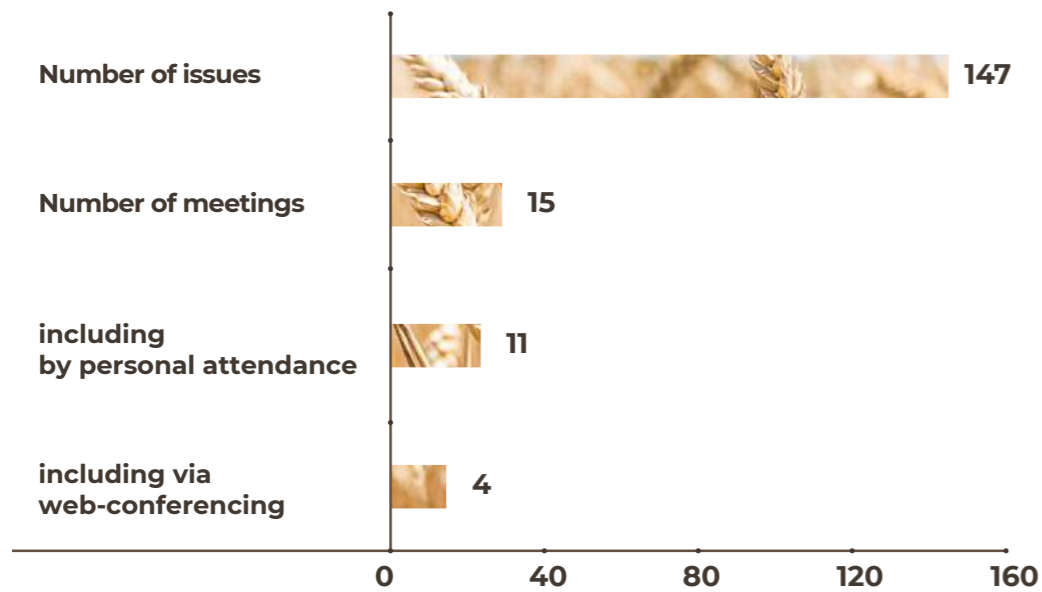 Number of issues
147
Number of meetings
15
including
by personal attendance
11
including via
web-conferencing
4
0 40 80 120 160